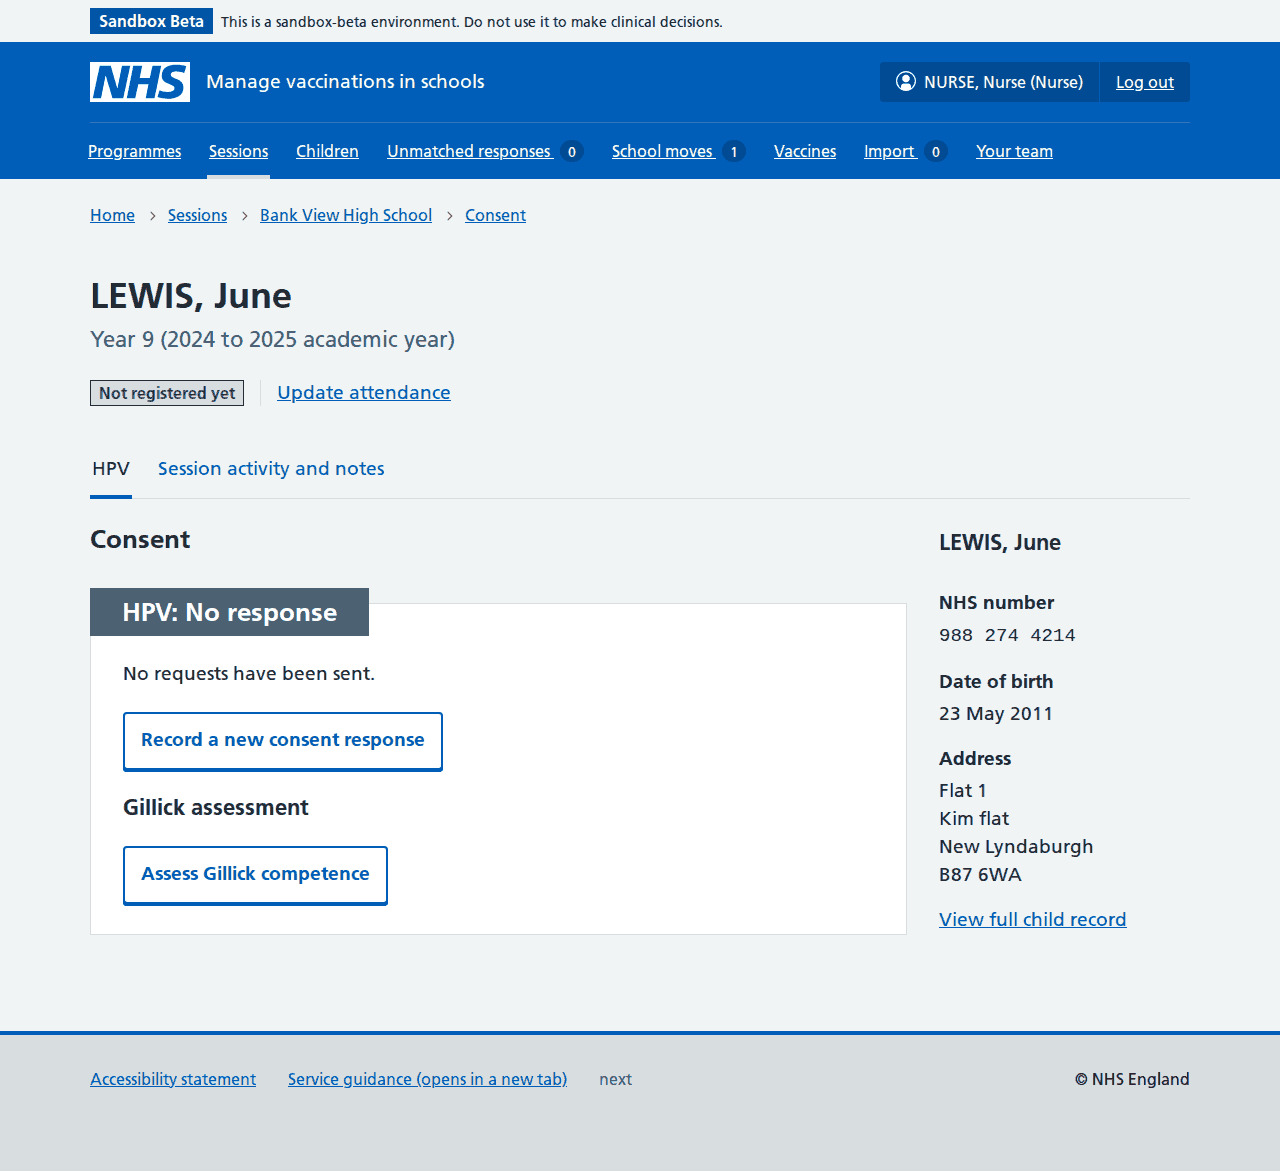 Sandbox Beta This is a sandbox-beta environment. Do not use it to make clinical decisions.
NHS Manage vaccinations in schools NURSE, Nurse (Nurse) Log out
Programmes Sessions Children Unmatched responses 0 School moves 1 Vaccines Import 0 Your team
Home Sessions Bank View High School Consent
LEWIS, June
Year 9 (2024 to 2025 academic year)
Not registered yet Update attendance
HPV Session activity and notes
Consent
HPV: No response
No requests have been sent.
Record a new consent response
Gillick assessment
Assess Gillick competence
LEWIS, June
NHS number
988 274 4214
Date of birth
23 May 2011
Address
Flat 1
Kim flat
New Lyndaburgh
B87 6WA
View full child record
Accessibility statement Service guidance (opens in a new tab) next © NHS England